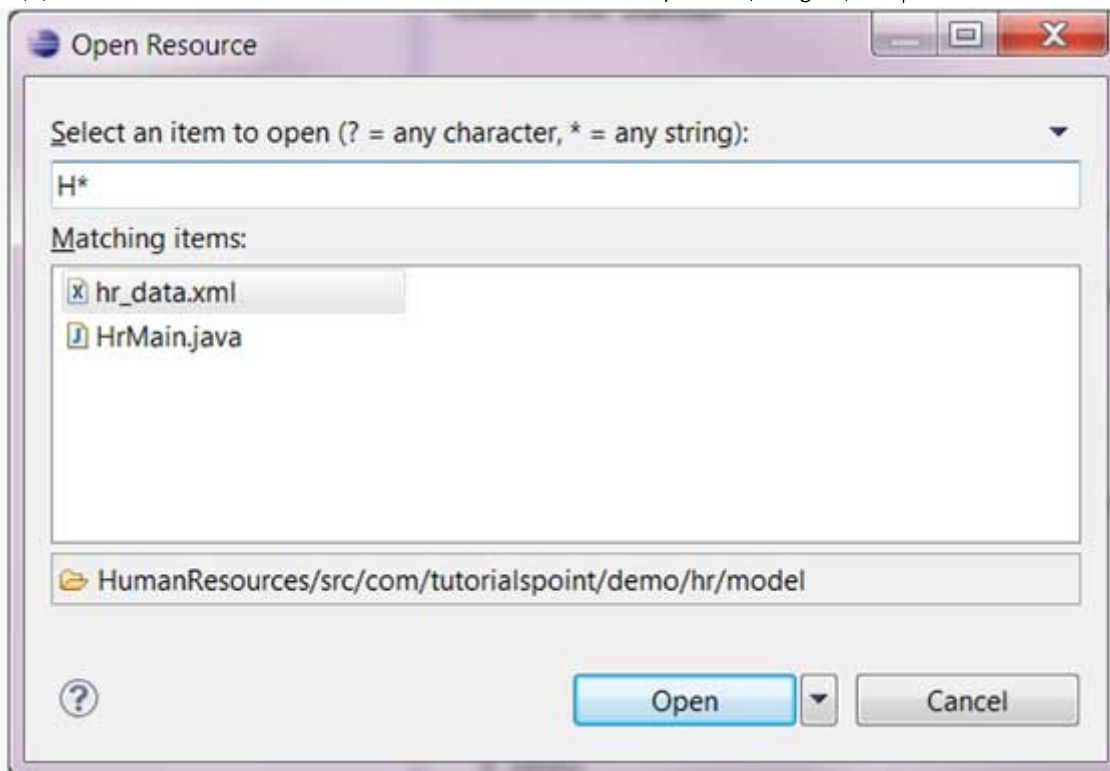 Open Resource
Select an item to open (? = any character, * = any string):
H*
Matching items:
hr_data.xml
HrMain.java
HumanResources/src/com/tutorialspoint/demo/hr/model
Open
Cancel